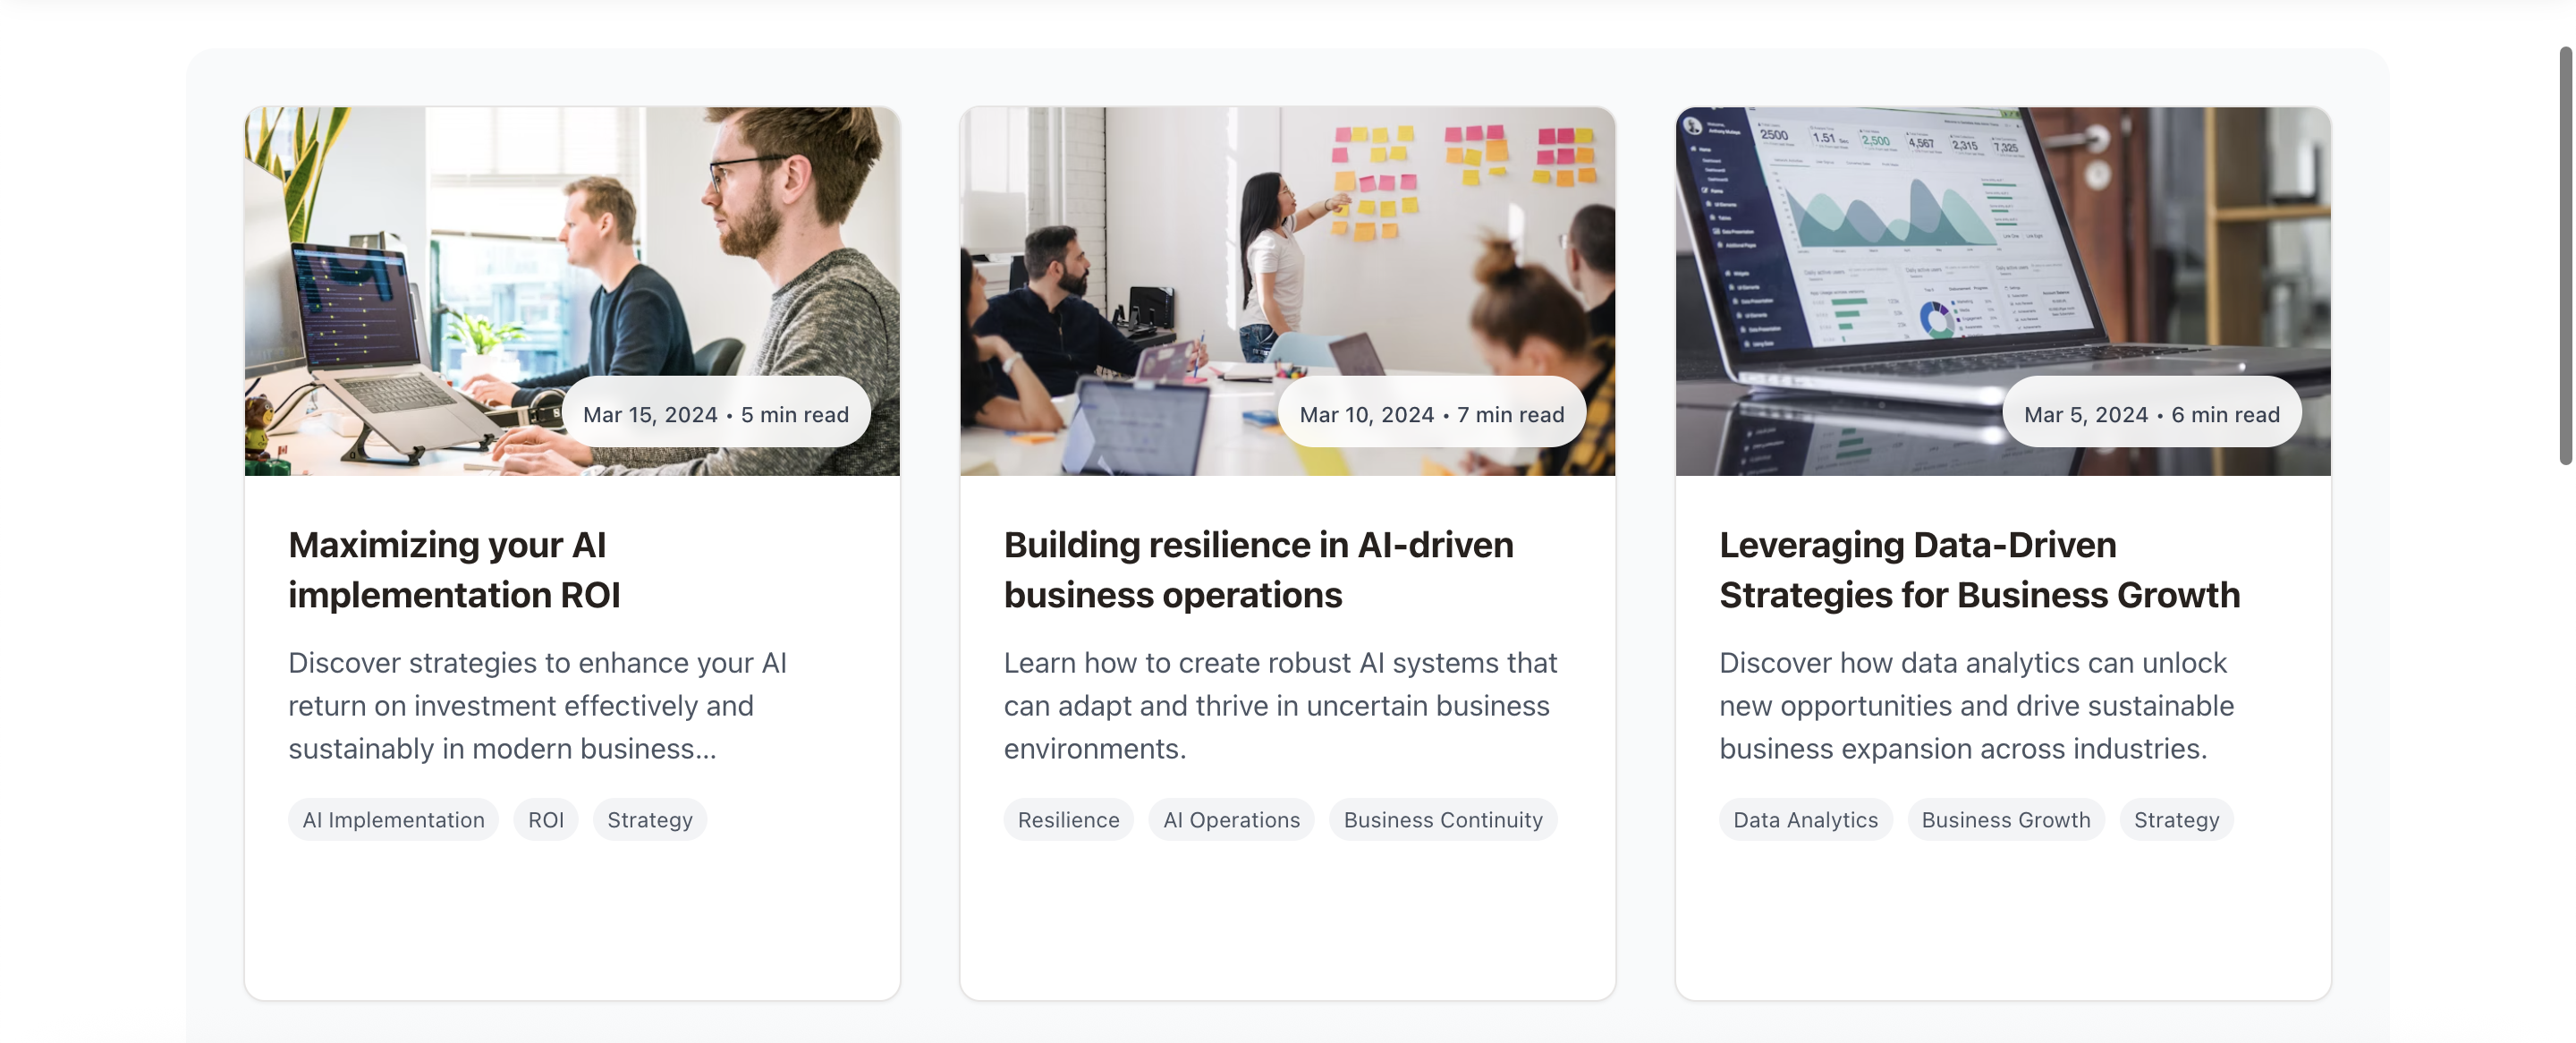 2500
1.51
2,500
4,567
2,315
7,325
Mar 15, 2024 • 5 min read
Mar 10, 2024 • 7 min read
Mar 5, 2024 • 6 min read
Maximizing your AI
implementation ROI
Discover strategies to enhance your AI
return on investment effectively and
sustainably in modern business...
AI Implementation ROI Strategy
Building resilience in AI-driven
business operations
Learn how to create robust AI systems that
can adapt and thrive in uncertain business
environments.
Resilience AI Operations Business Continuity
Leveraging Data-Driven
Strategies for Business Growth
Discover how data analytics can unlock
new opportunities and drive sustainable
business expansion across industries.
Data Analytics Business Growth Strategy